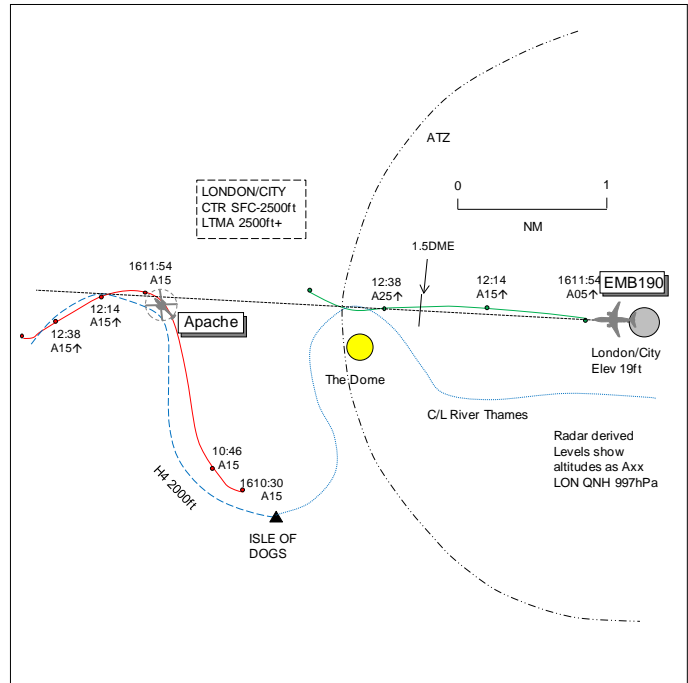 ATZ
LONDON/CITY
CTR SFC-2500ft
LTMA 2500ft+
0
1
NM
1.5DME
1611:54
A15
12:14
A15↑
12:38
A15↑
Apache
12:38
A25↑
12:14
A15↑
1611:54
A05↑
EMB190
London/City
Elev 19ft
The Dome
C/L River Thames
Radar derived
Levels show
altitudes as Axx
LON QNH 997hPa
10:46
A15
1610:30
A15
H4 2000ft
ISLE OF
DOGS